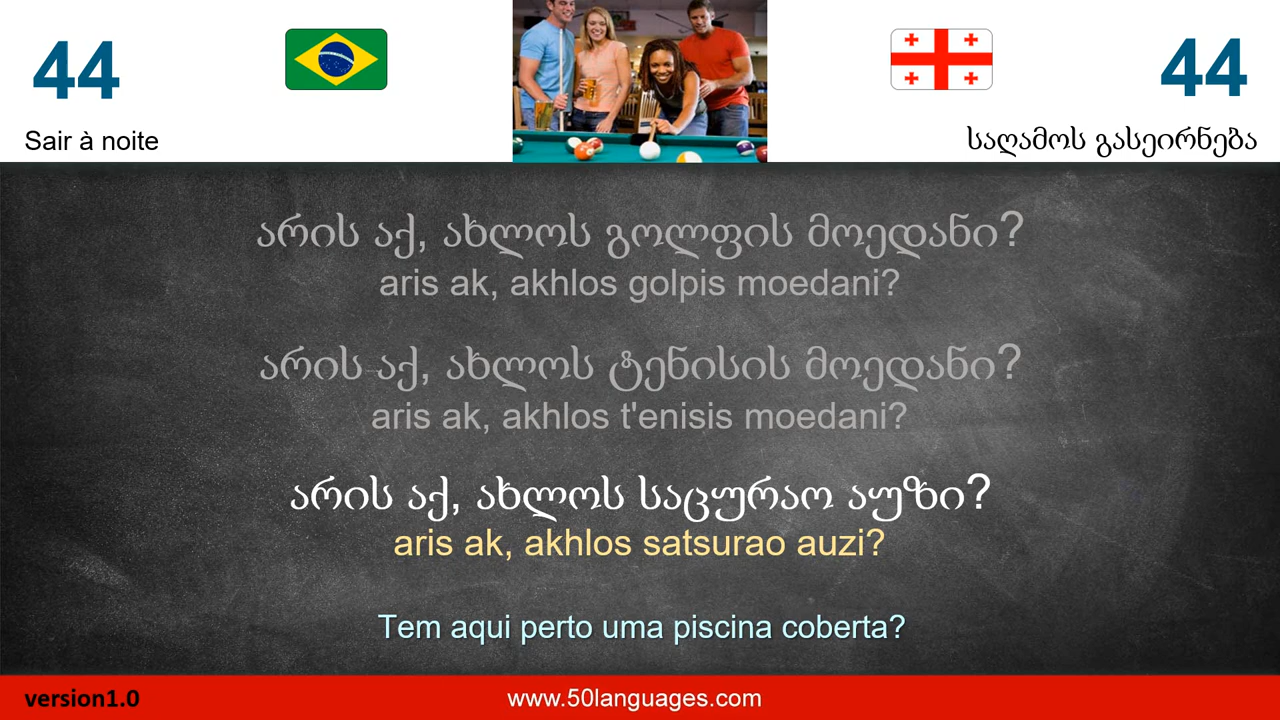 44
44
Sair à noite
საღამოს გასეირნება
არის აქ, ახლოს გოლფის მოედანი?
aris ak, akhlos golpis moedani?
არის აქ, ახლოს ტენისის მოედანი?
aris ak, akhlos t'enisis moedani?
არის აქ, ახლოს საცურაო აუზი?
aris ak, akhlos satsurao auzi?
Tem aqui perto uma piscina coberta?
version1.0
www.50languages.com